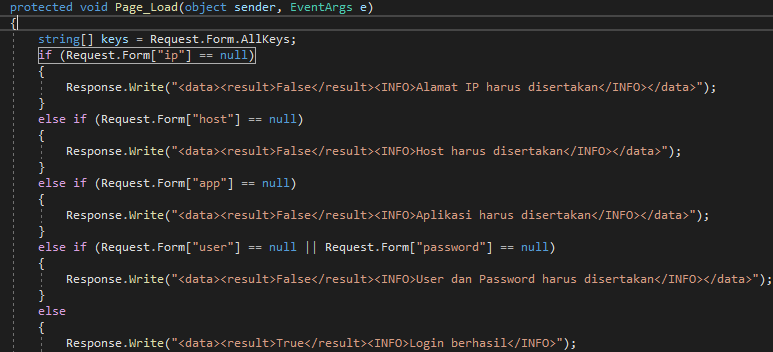 protected void Page_Load(object sender, EventArgs e)
{
string[] keys = Request.Form.AllKeys;
if (Request.Form["ip"] == null)
{
Response.Write("<data><result>False</result><INFO>Alamat IP harus disertakan</INFO></data>");
}
else if (Request.Form["host"] == null)
{
Response.Write("<data><result>False</result><INFO>Host harus disertakan</INFO></data>");
}
else if (Request.Form["app"] == null)
{
Response.Write("<data><result>False</result><INFO>Aplikasi harus disertakan</INFO></data>");
}
else if (Request.Form["user"] == null || Request.Form["password"] == null)
{
Response.Write("<data><result>False</result><INFO>User dan Password harus disertakan</INFO></data>");
}
else
{
Response.Write("<data><result>True</result><INFO>Login berhasil</INFO>");